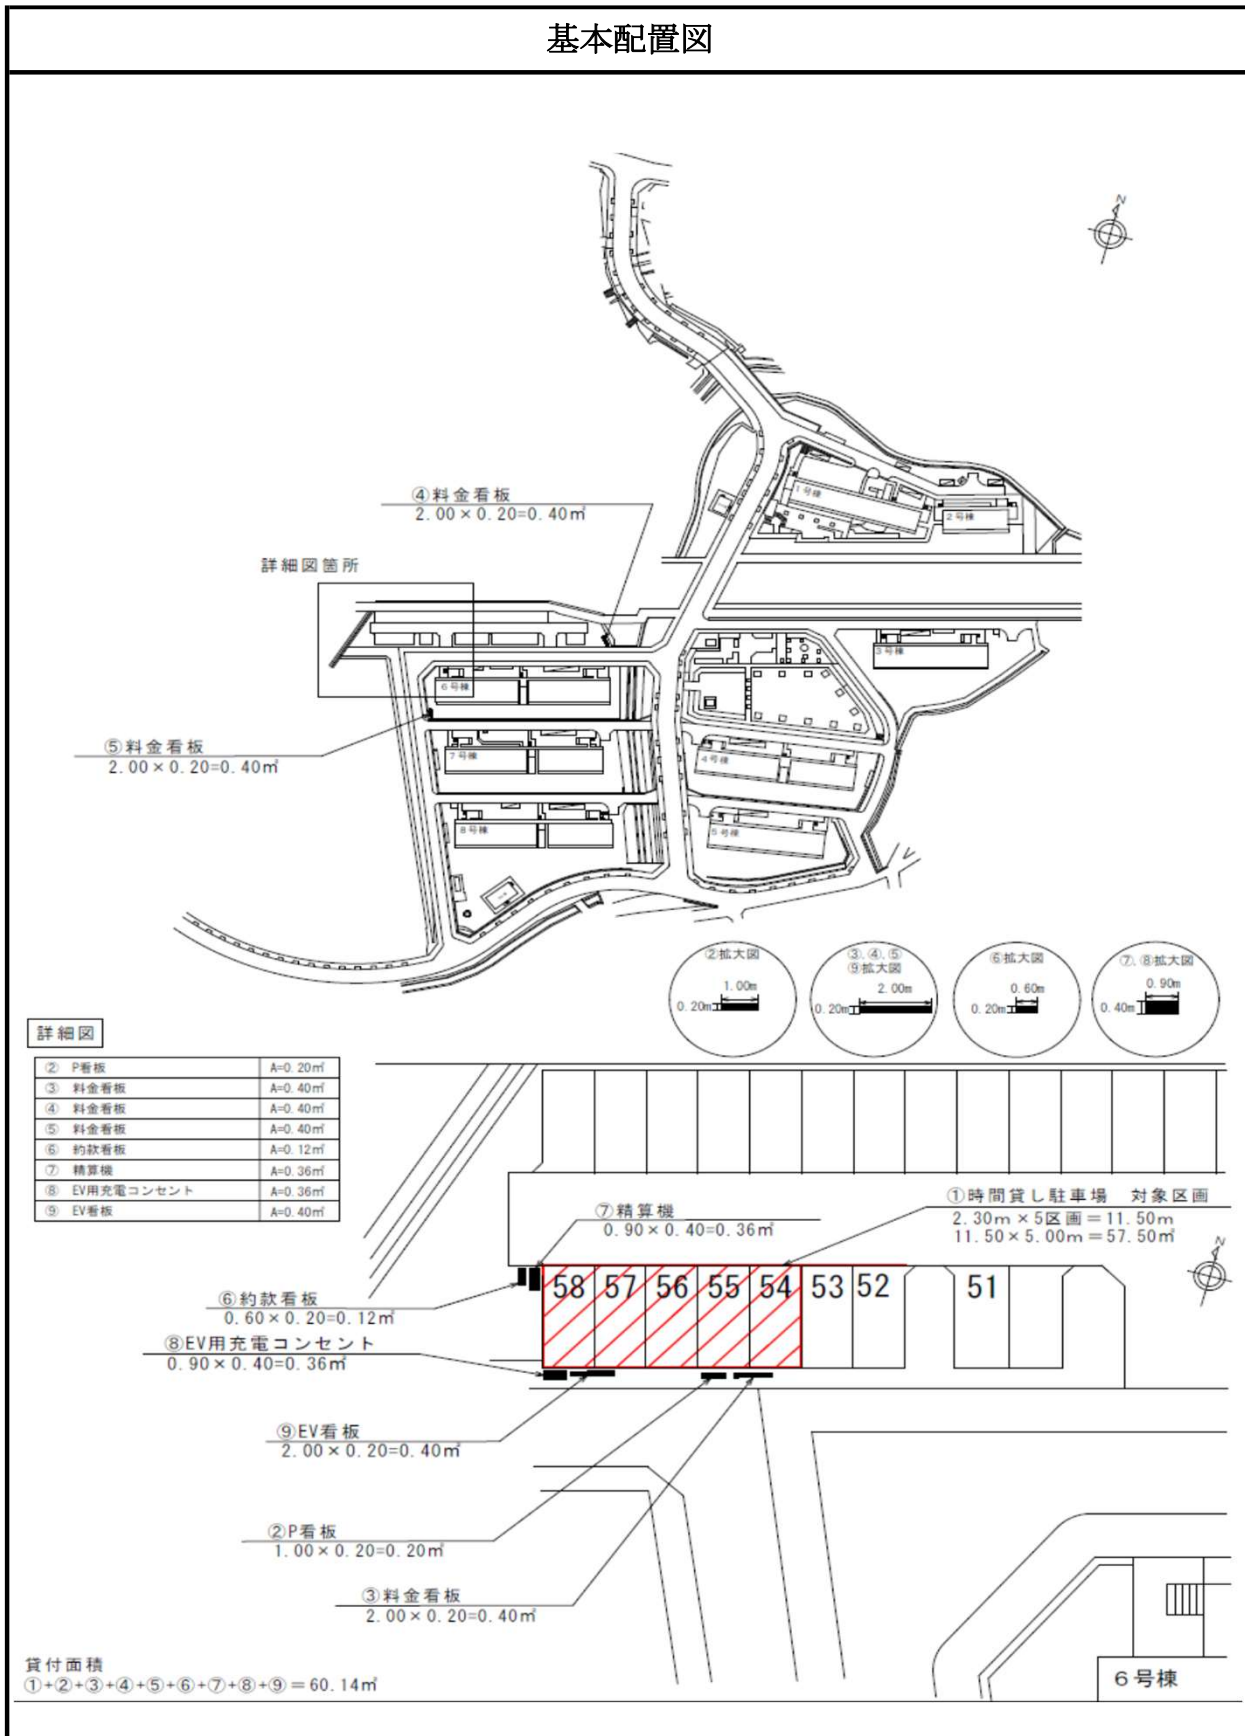 基本配置図
N
④料金看板
2.00×0.20=0.40㎡
詳細図箇所
1号棟
2号棟
3号棟
6号棟
⑤料金看板
2.00×0.20=0.40㎡
7号棟
4号棟
8号棟
5号棟
②拡大図
1.00m
0.20m
③,④,⑤
⑨拡大図
2.00m
0.20m
⑥拡大図
0.60m
0.20m
⑦,⑧拡大図
0.90m
0.40m
詳細図
② P看板 A=0.20㎡
③ 料金看板 A=0.40㎡
④ 料金看板 A=0.40㎡
⑤ 料金看板 A=0.40㎡
⑥ 約款看板 A=0.12㎡
⑦ 精算機 A=0.36㎡
⑧ EV用充電コンセント A=0.36㎡
⑨ EV看板 A=0.40㎡
①時間貸し駐車場 対象区画
2.30m×5区画=11.50m
11.50×5.00m=57.50㎡
⑦精算機
0.90×0.40=0.36㎡
N
58 57 56 55 54 53 52 51
⑥約款看板
0.60×0.20=0.12㎡
⑧EV用充電コンセント
0.90×0.40=0.36㎡
⑨EV看板
2.00×0.20=0.40㎡
②P看板
1.00×0.20=0.20㎡
③料金看板
2.00×0.20=0.40㎡
6号棟
貸付面積
①+②+③+④+⑤+⑥+⑦+⑧+⑨=60.14㎡